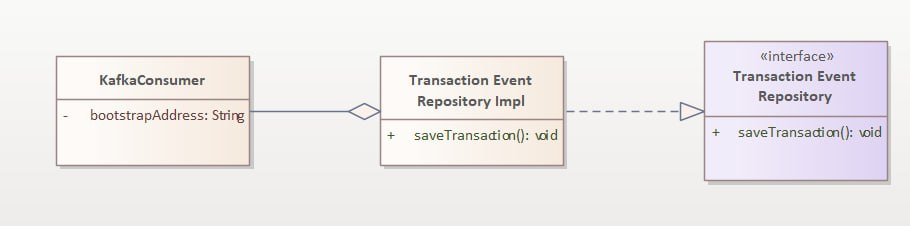 KafkaConsumer
- bootstrapAddress: String
Transaction Event
Repository Impl
+ saveTransaction(): void
«interface»
Transaction Event
Repository
+ saveTransaction(): void